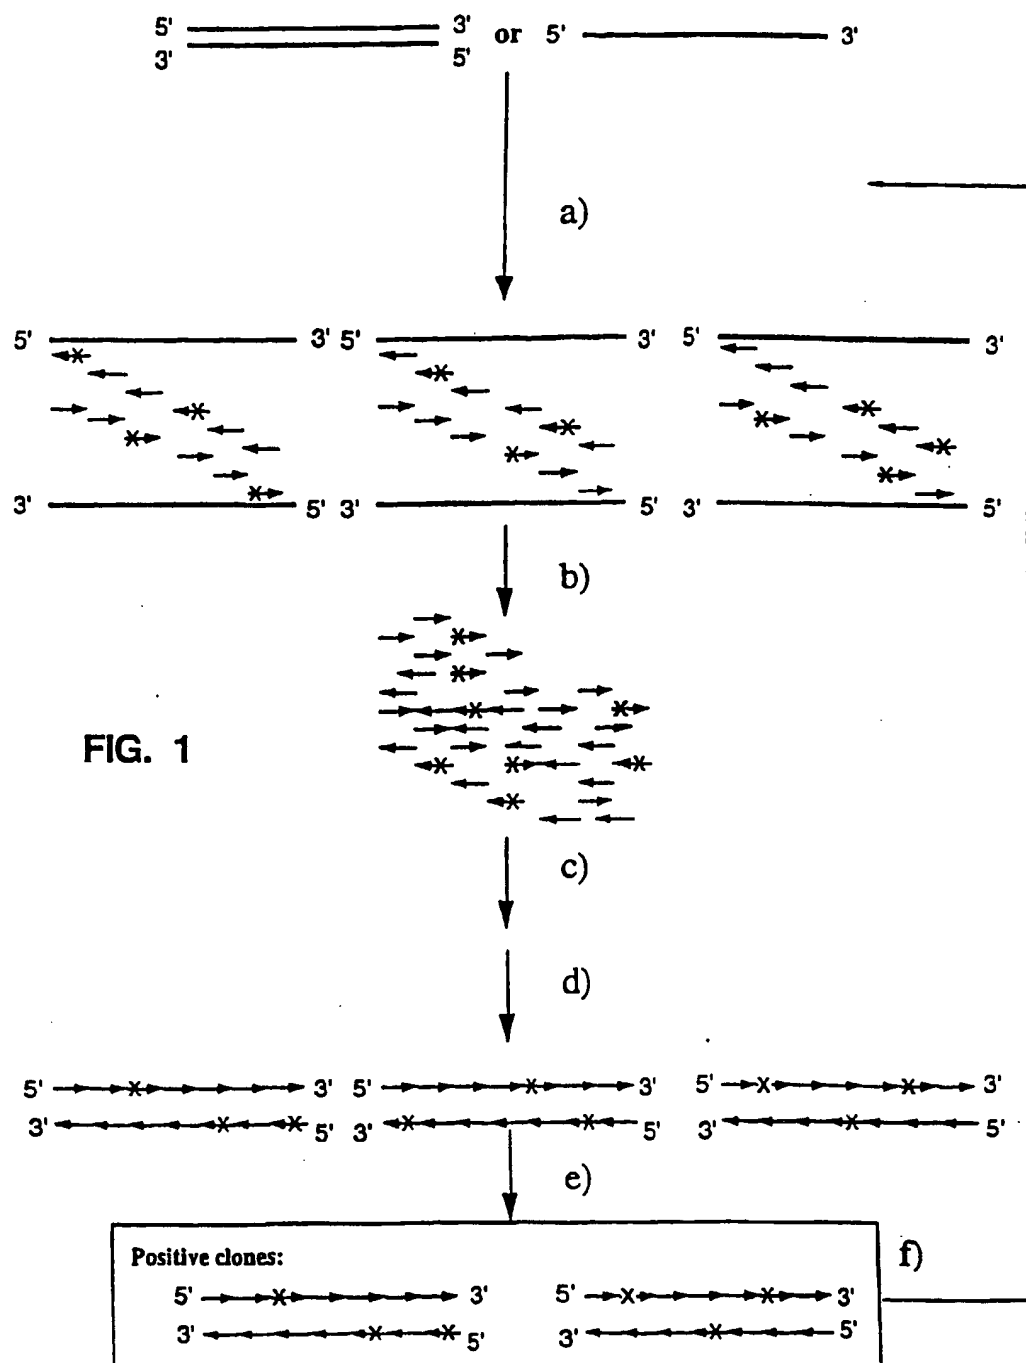 5' 3' or 5' 3'
3' 5'
a)
5' 3' 5' 3' 5' 3'
3' 5' 3' 5' 3' 5'
b)
FIG. 1
c)
d)
5' 3' 5' 3' 5' 3'
3' 5' 3' 5' 3' 5'
e)
f)
Positive clones:
5' 3' 5' 3'
3' 5' 3' 5'